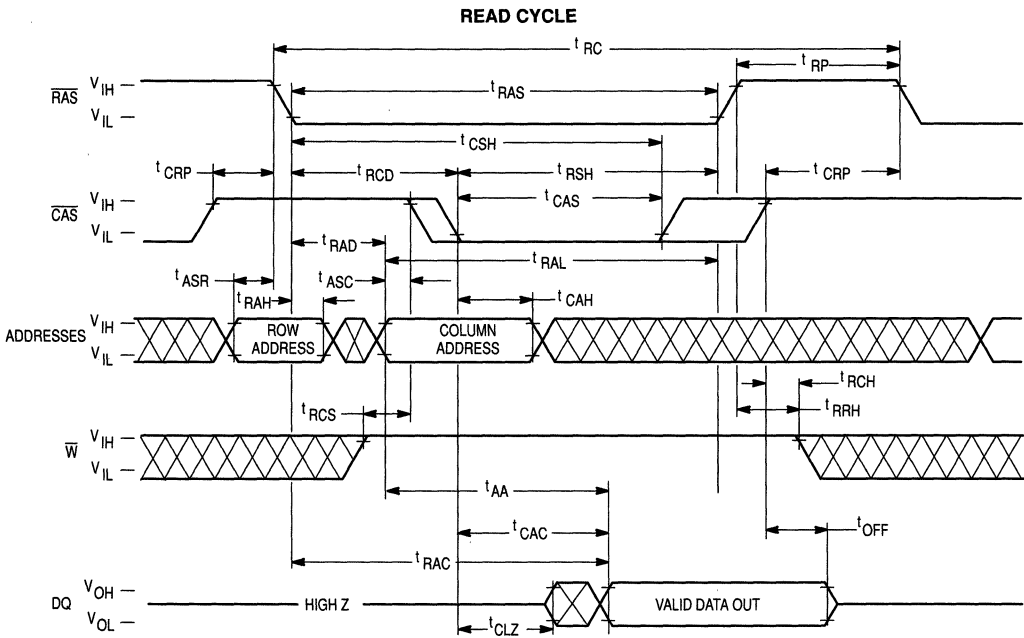 READ CYCLE
t RC
t RP
RAS
V IH
V IL
t RAS
t CSH
t CRP
t RCD
t RSH
t CRP
CAS
V IH
V IL
t CAS
t RAD
t RAL
t ASR
t ASC
t RAH
t CAH
ADDRESSES
V IH
V IL
ROW ADDRESS
COLUMN ADDRESS
t RCH
t RCS
t RRH
W
V IH
V IL
t AA
t CAC
t OFF
t RAC
DQ
V OH
V OL
HIGH Z
VALID DATA OUT
t CLZ